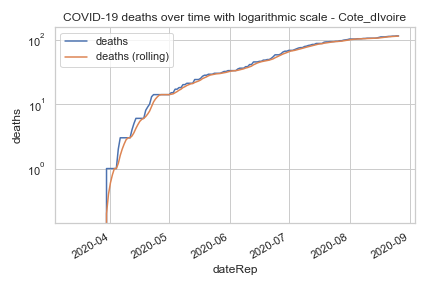 COVID-19 deaths over time with logarithmic scale - Cote_dIvoire
deaths
deaths (rolling)
10²
10¹
10⁰
deaths
2020-04
2020-05
2020-06
2020-07
2020-08
2020-09
dateRep